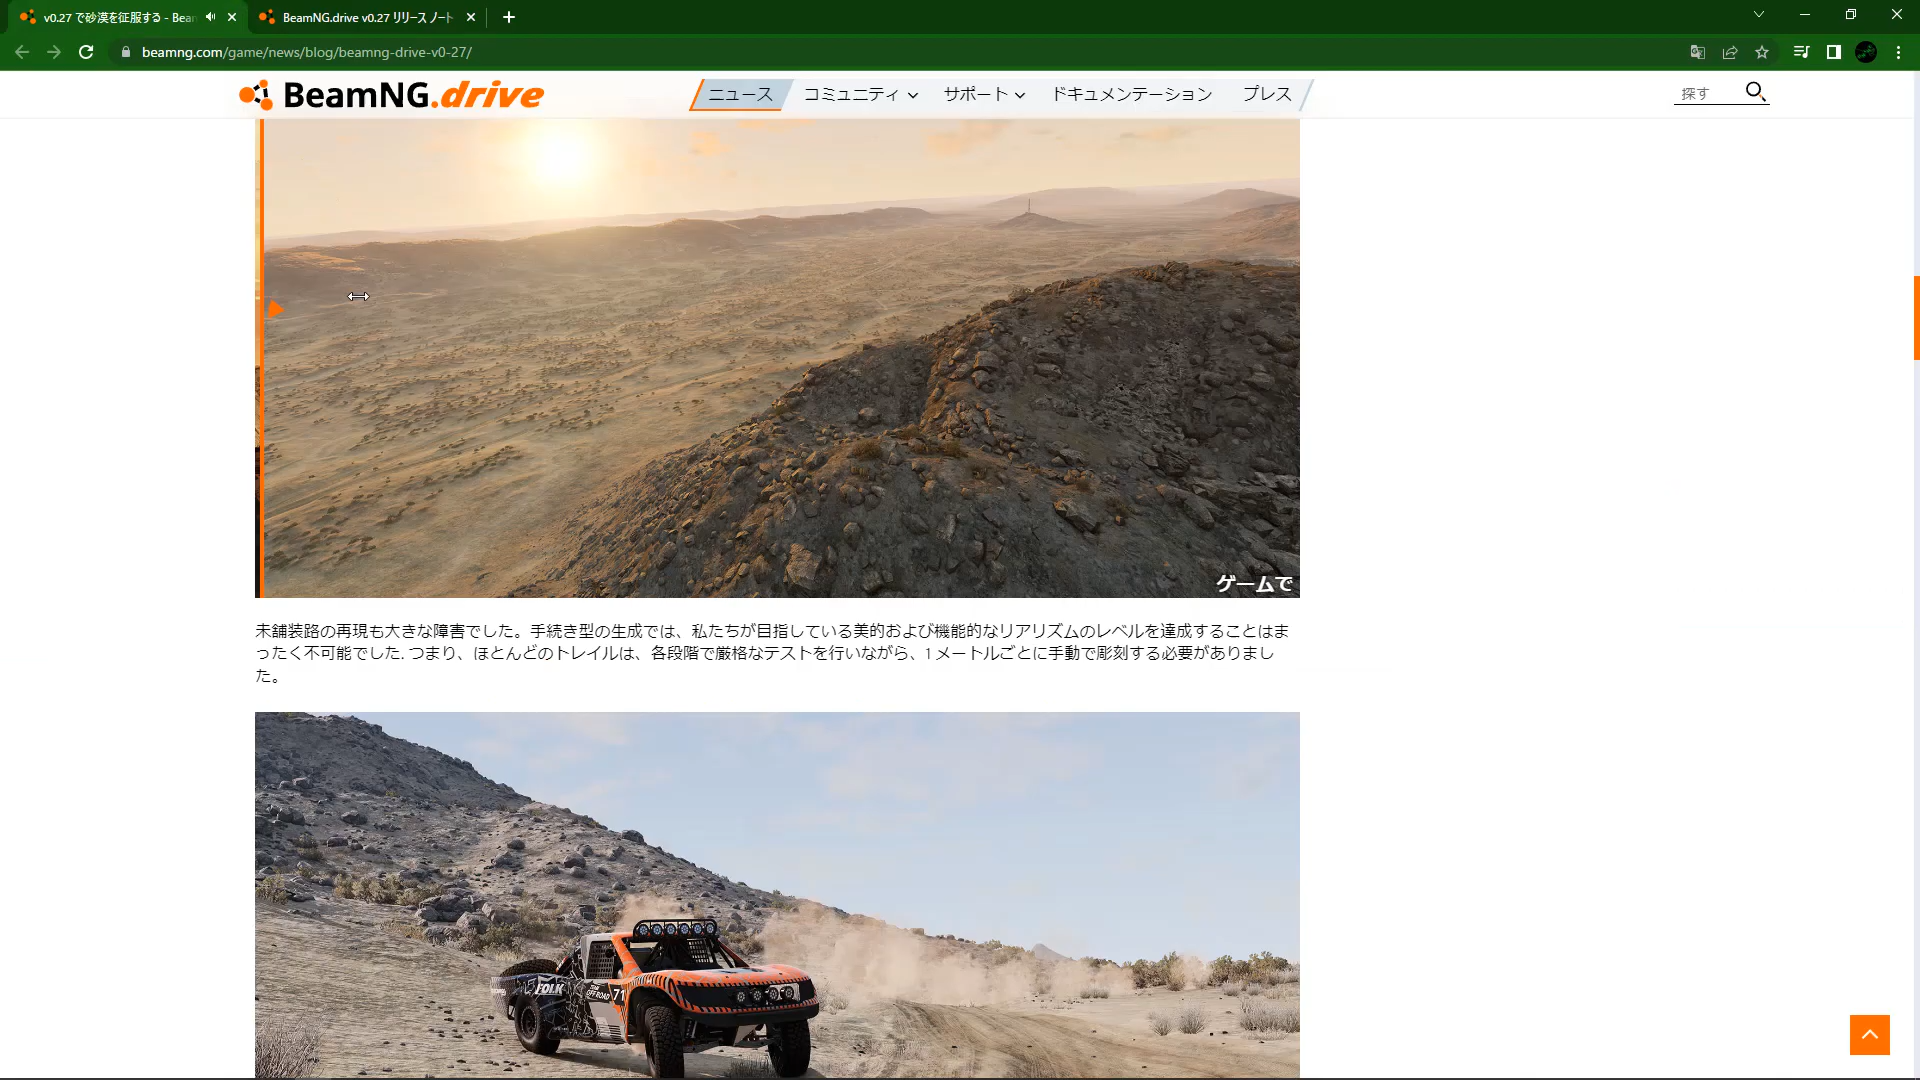 v0.27 で砂漠を征服する - Bear
BeamNG.drive v0.27 リリース ノート
beamng.com/game/news/blog/beamng-drive-v0-27/
BeamNG.drive
ニュース
コミュニティ
サポート
ドキュメンテーション
プレス
探す
ゲームで
未舗装路の再現も大きな障害でした。手続き型の生成では、私たちが目指している美的および機能的なリアリズムのレベルを達成することはま
ったく不可能でした. つまり、ほとんどのトレイルは、各段階で厳格なテストを行いながら、1 メートルごとに手動で彫刻する必要がありまし
た。
FOLK
OFF ROAD
71